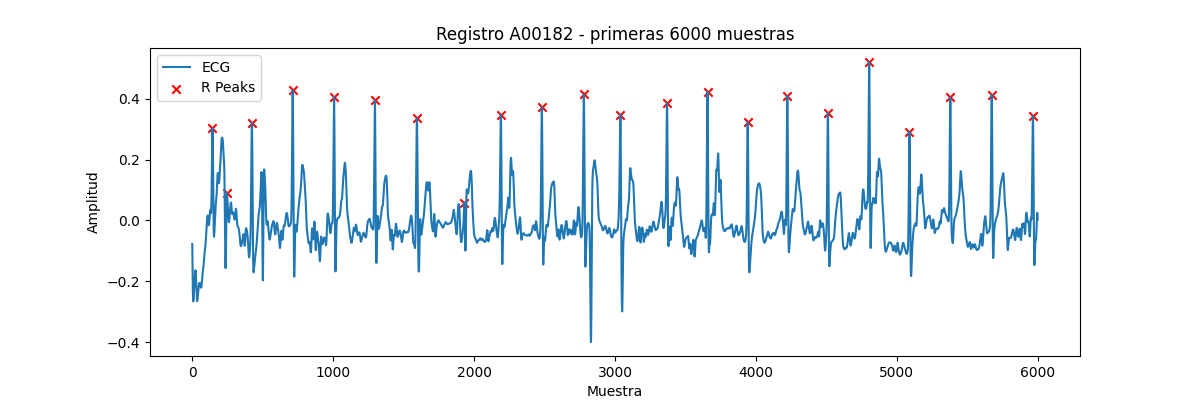 Registro A00182 - primeras 6000 muestras
ECG
R Peaks
Amplitud
0.4
0.2
0.0
−0.2
−0.4
0 1000 2000 3000 4000 5000 6000
Muestra